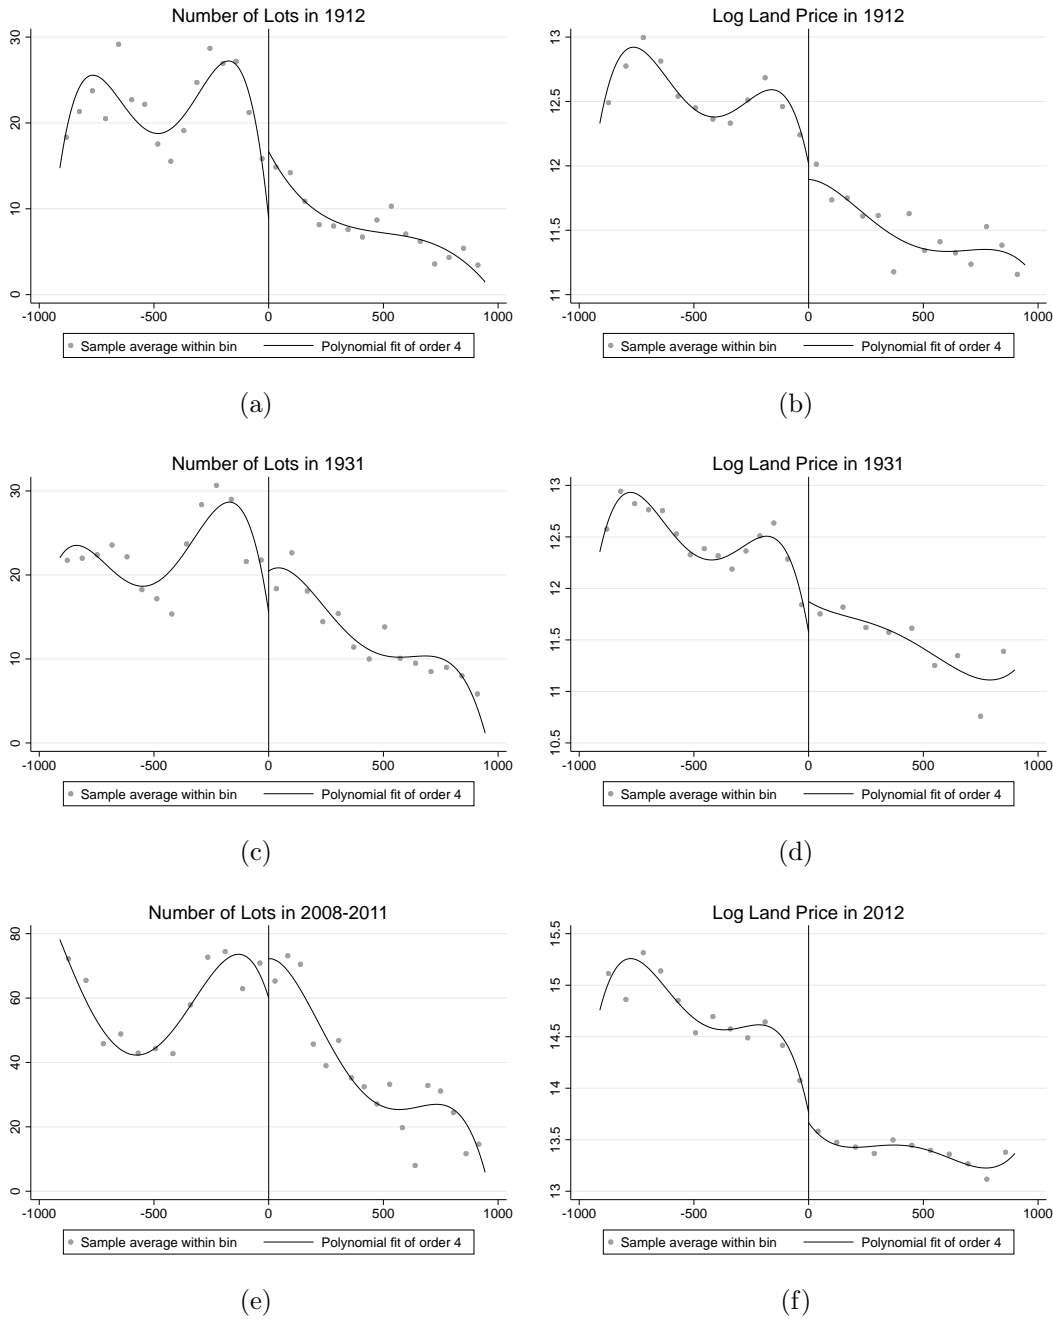 Number of Lots in 1912
30
20
10
0
-1000 -500 0 500 1000
Sample average within bin Polynomial fit of order 4
(a)
Log Land Price in 1912
13
12.5
12
11.5
11
-1000 -500 0 500 1000
Sample average within bin Polynomial fit of order 4
(b)
Number of Lots in 1931
30
20
10
0
-1000 -500 0 500 1000
Sample average within bin Polynomial fit of order 4
(c)
Log Land Price in 1931
13
12.5
12
11.5
11
10.5
-1000 -500 0 500 1000
Sample average within bin Polynomial fit of order 4
(d)
Number of Lots in 2008-2011
80
60
40
20
0
-1000 -500 0 500 1000
Sample average within bin Polynomial fit of order 4
(e)
Log Land Price in 2012
15.5
15
14.5
14
13.5
13
-1000 -500 0 500 1000
Sample average within bin Polynomial fit of order 4
(f)